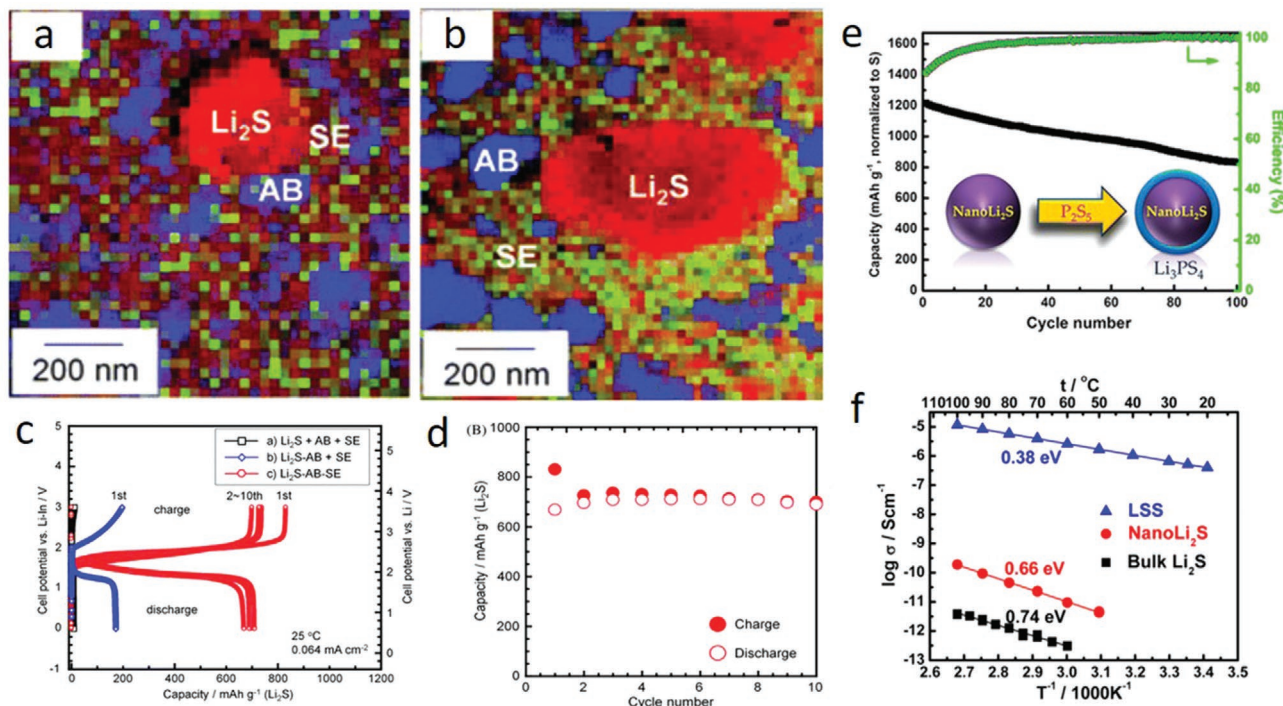 a
Li₂S
SE
AB
200 nm
b
AB
Li₂S
SE
200 nm
c
Cell potential vs. Li-In / V
5
4
3
2
1
0
-1
a) Li₂S + AB + SE
b) Li₂S-AB + SE
c) Li₂S-AB-SE
1st
charge
2~10th
1st
discharge
25 °C
0.064 mA cm⁻²
5
4
3
2
1
0
Cell potential vs. Li / V
0 200 400 600 800 1000 1200
Capacity / mAh g⁻¹ (Li₂S)
d
(B)
Capacity / mAh g⁻¹ (Li₂S)
1000
800
600
400
200
0
Charge
Discharge
0 2 4 6 8 10
Cycle number
e
Capacity (mAh g⁻¹, normalized to S)
1600
1400
1200
1000
800
600
400
200
0
NanoLi₂S
P₂S₅
NanoLi₂S
Li₃PS₄
100
80
60
40
20
0
Efficiency (%)
0 20 40 60 80 100
Cycle number
f
t / °C
110 100 90 80 70 60 50 40 30 20
log σ / Scm⁻¹
-5
-6
-7
-8
-9
-10
-11
-12
-13
0.38 eV
LSS
NanoLi₂S
Bulk Li₂S
0.66 eV
0.74 eV
2.6 2.7 2.8 2.9 3.0 3.1 3.2 3.3 3.4 3.5
T⁻¹ / 1000K⁻¹